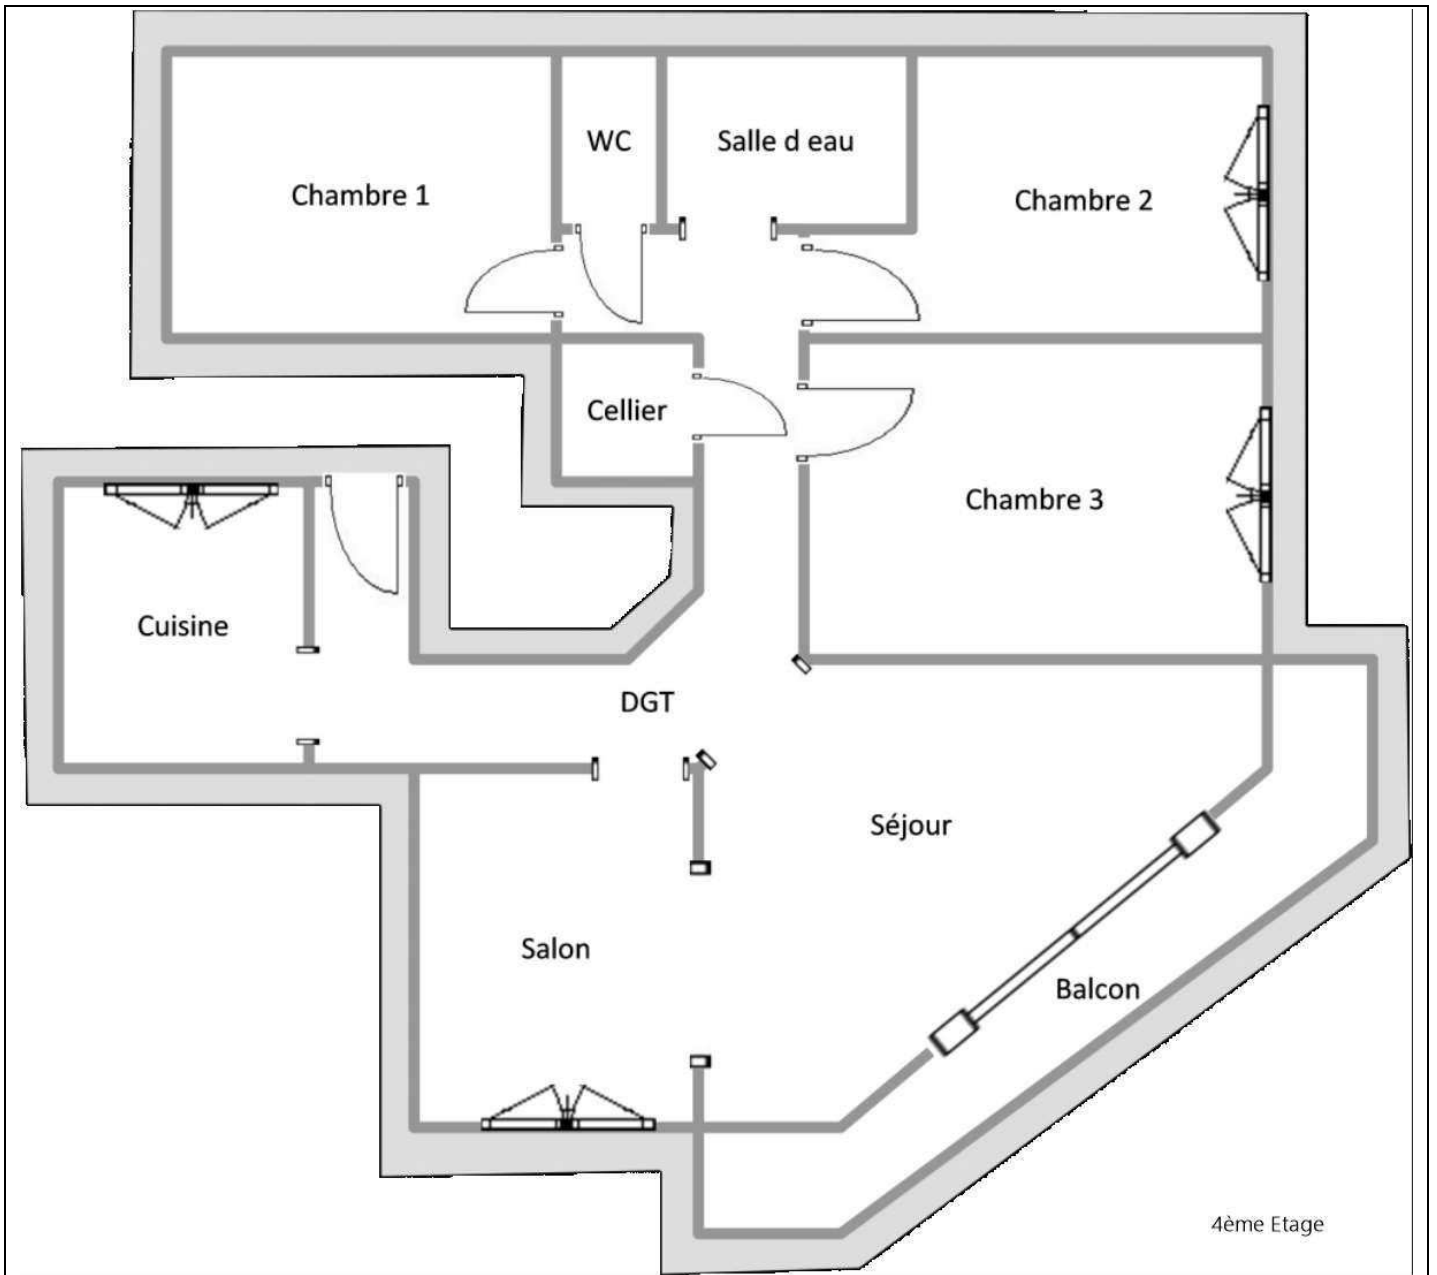 WC
Salle d eau
Chambre 1
Chambre 2
Cellier
Chambre 3
Cuisine
DGT
Séjour
Salon
Balcon
4ème Etage